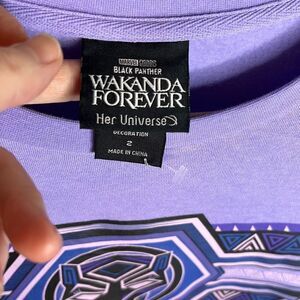 MARVEL STUDIOS
BLACK PANTHER
WAKANDA
FOREVER
Her Universe
DECORATION
2
MADE IN CHINA